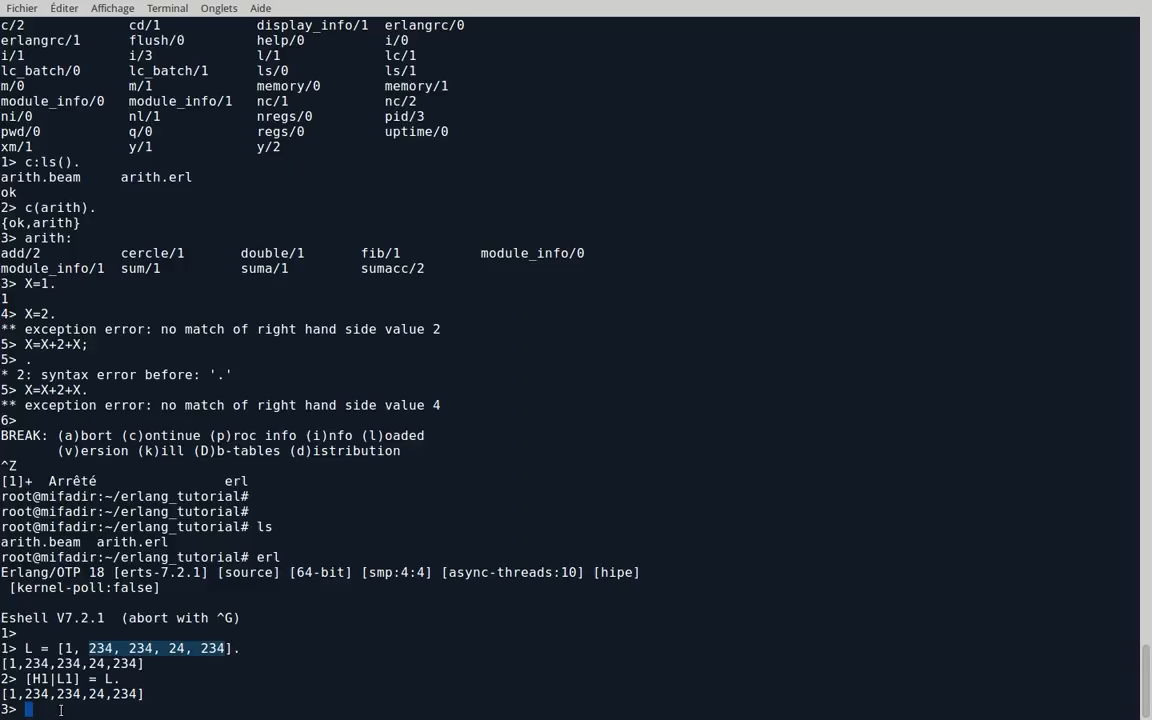 Fichier Éditer Affichage Terminal Onglets Aide
c/2 cd/1 display_info/1 erlangrc/0
erlangrc/1 flush/0 help/0 i/0
i/1 i/3 l/1 lc/1
lc_batch/0 lc_batch/1 ls/0 ls/1
m/0 m/1 memory/0 memory/1
module_info/0 module_info/1 nc/1 nc/2
ni/0 nl/1 nregs/0 pid/3
pwd/0 q/0 regs/0 uptime/0
xm/1 y/1 y/2
1> c:ls().
arith.beam arith.erl
ok
2> c(arith).
{ok,arith}
3> arith:
add/2 cercle/1 double/1 fib/1 module_info/0
module_info/1 sum/1 suma/1 sumacc/2
3> X=1.
1
4> X=2.
** exception error: no match of right hand side value 2
5> X=X+2+X;
5> .
* 2: syntax error before: '.'
5> X=X+2+X.
** exception error: no match of right hand side value 4
6>
BREAK: (a)bort (c)ontinue (p)roc info (i)nfo (l)oaded
(v)ersion (k)ill (D)b-tables (d)istribution
^Z
[1]+ Arrêté erl
root@mifadir:~/erlang_tutorial#
root@mifadir:~/erlang_tutorial#
root@mifadir:~/erlang_tutorial# ls
arith.beam arith.erl
root@mifadir:~/erlang_tutorial# erl
Erlang/OTP 18 [erts-7.2.1] [source] [64-bit] [smp:4:4] [async-threads:10] [hipe]
[kernel-poll:false]
Eshell V7.2.1 (abort with ^G)
1>
1> L = [1, 234, 234, 24, 234].
[1,234,234,24,234]
2> [H1|L1] = L.
[1,234,234,24,234]
3>